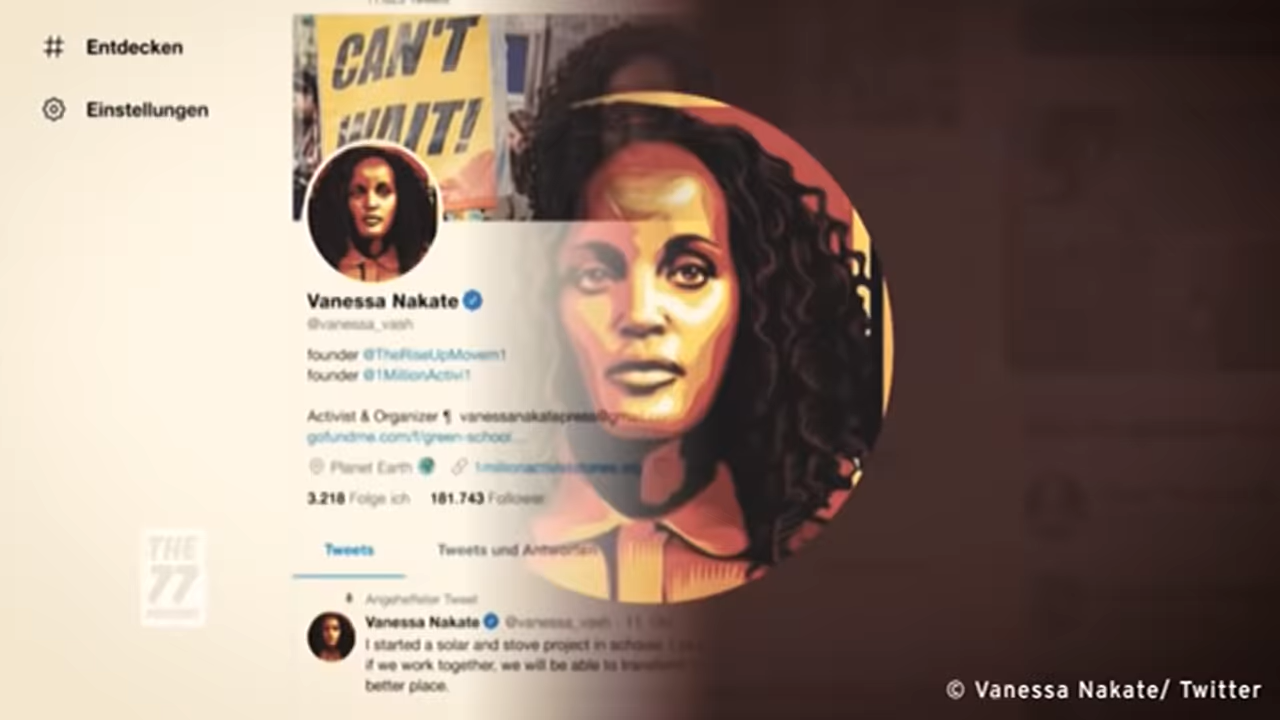 Entdecken
Einstellungen
CAN'T
WAIT!
Vanessa Nakate
@vanessa_vash
founder @TheRiseUpMovem1
founder @1MillionActivi1
Activist & Organizer ¶ vanessanakatepress@gmail
gofundme.com/f/green-school...
Planet Earth
3.218 Folge ich 181.743 Follower
Tweets Tweets und Antworten
Angehefteter Tweet
Vanessa Nakate @vanessa_vash
I started a solar and stove project in schools.
if we work together, we will be able to transform
better place.
THE
77
© Vanessa Nakate/ Twitter